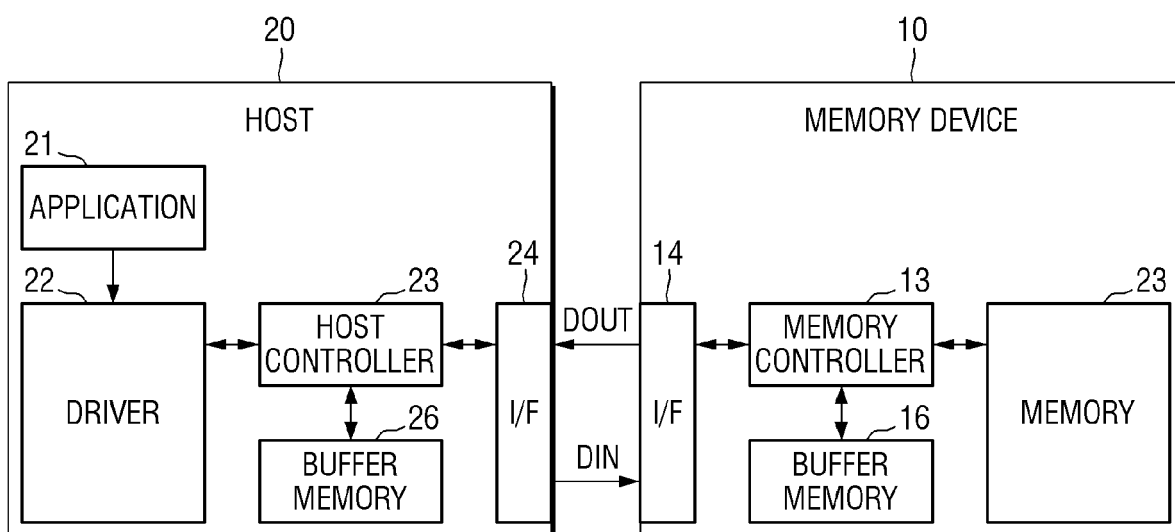 20
10
HOST
MEMORY DEVICE
21
APPLICATION
22
23
24
14
13
23
DRIVER
HOST
CONTROLLER
I/F
DOUT
I/F
MEMORY
CONTROLLER
MEMORY
26
DIN
16
BUFFER
MEMORY
BUFFER
MEMORY